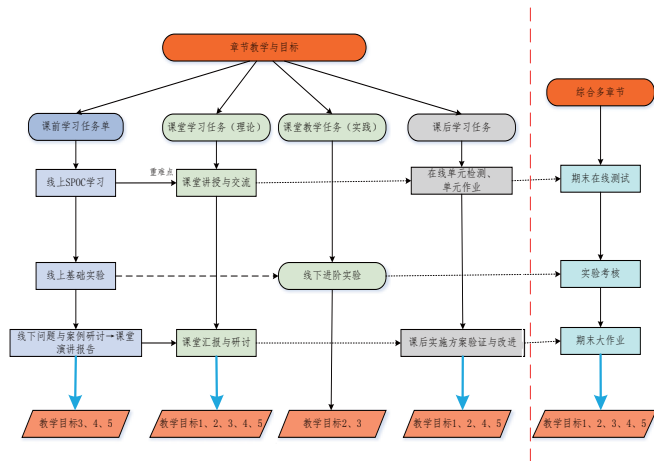 章节教学与目标
综合多章节
课前学习任务单
课堂学习任务（理论）
课堂教学任务（实践）
课后学习任务
重难点
线上SPOC学习
课堂讲授与交流
在线单元检测、
单元作业
期末在线测试
线上基础实验
线下进阶实验
实验考核
线下问题与案例研讨→课堂
演讲报告
课堂汇报与研讨
课后实施方案验证与改进
期末大作业
教学目标3、4、5
教学目标1、2、3、4、5
教学目标2、3
教学目标1、2、4、5
教学目标1、2、3、4、5